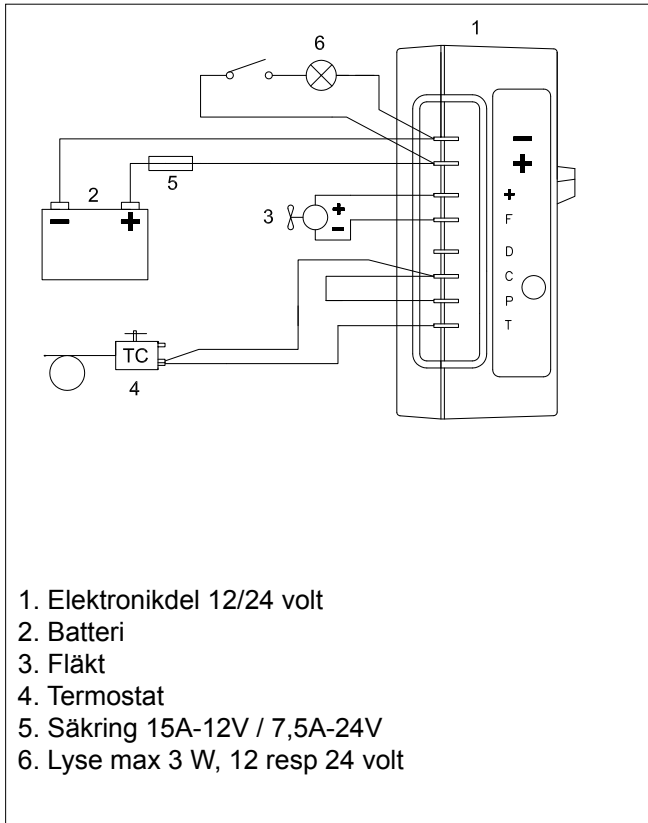 6
1
−
+
+
F
D
C
P
T
5
2
− +
3
+
−
TC
4
1. Elektronikdel 12/24 volt
2. Batteri
3. Fläkt
4. Termostat
5. Säkring 15A-12V / 7,5A-24V
6. Lyse max 3 W, 12 resp 24 volt